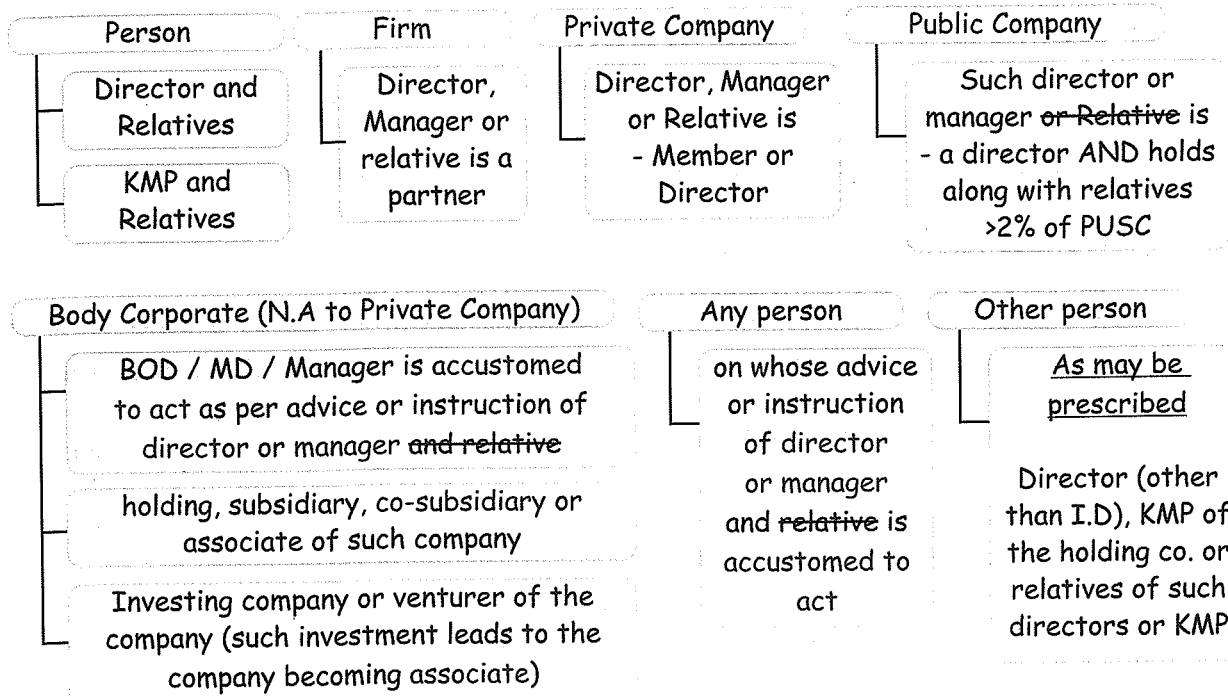 Person
Director and
Relatives
KMP and
Relatives
Firm
Director,
Manager or
relative is a
partner
Private Company
Director, Manager
or Relative is
- Member or
Director
Public Company
Such director or
manager or Relative is
- a director AND holds
along with relatives
>2% of PUSC
Body Corporate (N.A to Private Company)
BOD / MD / Manager is accustomed
to act as per advice or instruction of
director or manager and relative
holding, subsidiary, co-subsidiary or
associate of such company
Investing company or venturer of the
company (such investment leads to the
company becoming associate)
Any person
on whose advice
or instruction
of director
or manager
and relative is
accustomed to
act
Other person
As may be
prescribed
Director (other
than I.D), KMP of
the holding co. or
relatives of such
directors or KMP